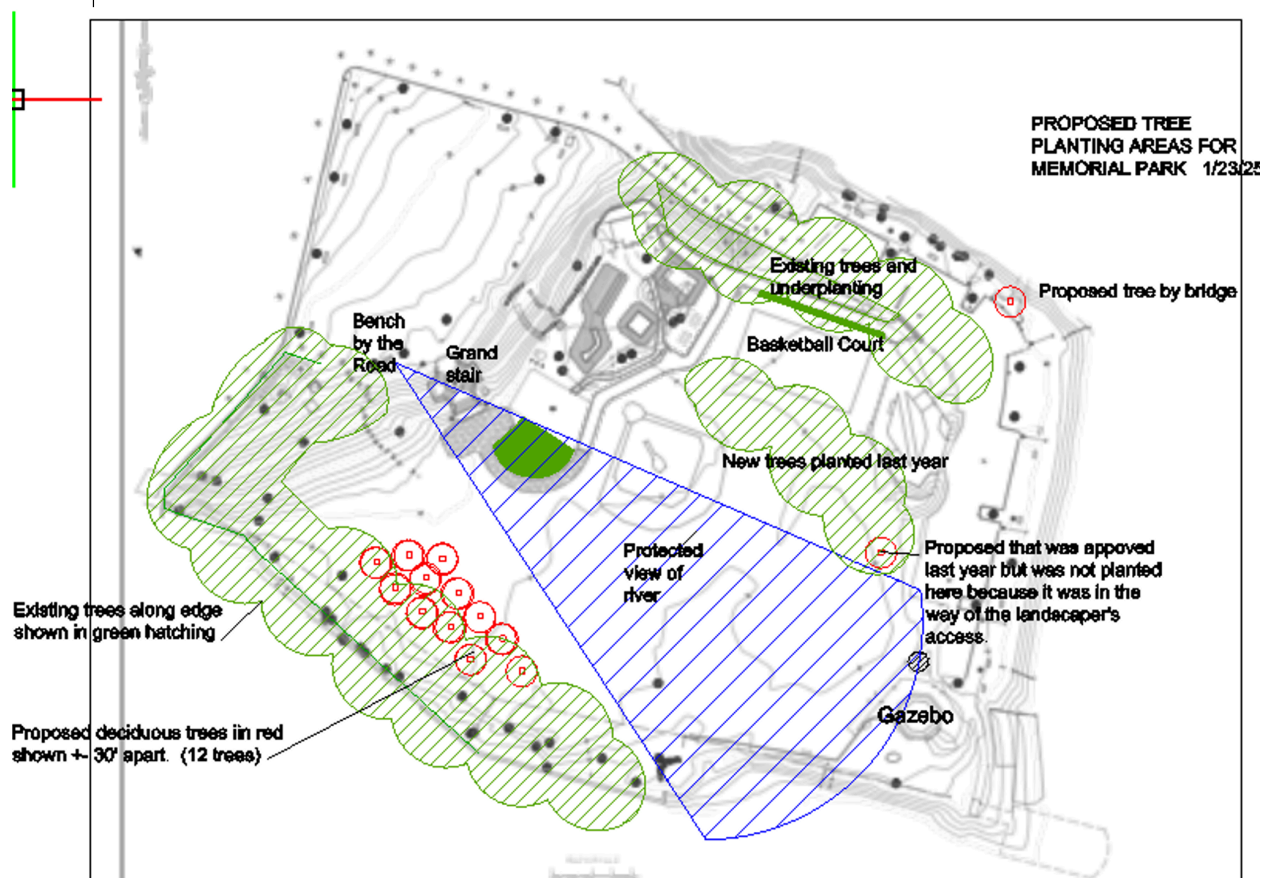 PROPOSED TREE
PLANTING AREAS FOR
MEMORIAL PARK 1/23/25
Existing trees and
underplanting
Proposed tree by bridge
Bench
by the
Road
Grand
stair
Basketball Court
New trees planted last year
Protected
view of
river
Proposed that was appoved
last year but was not planted
here because it was in the
way of the landscaper's
access.
Existing trees along edge
shown in green hatching
Gazebo
Proposed deciduous trees iin red
shown +- 30' apart. (12 trees)